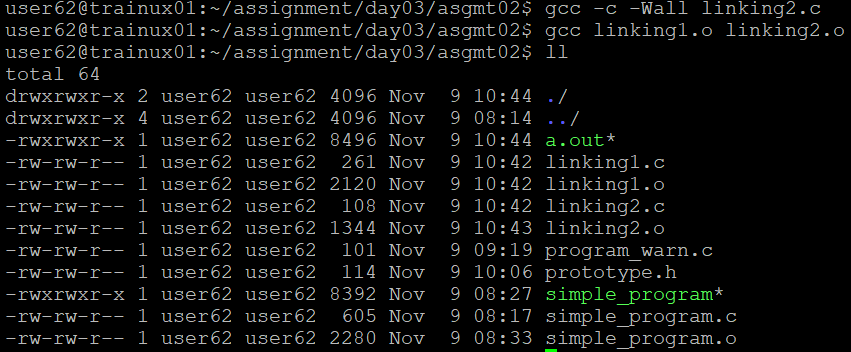 user62@trainux01:~/assignment/day03/asgmt02$ gcc -c -Wall linking2.c
user62@trainux01:~/assignment/day03/asgmt02$ gcc linking1.o linking2.o
user62@trainux01:~/assignment/day03/asgmt02$ ll
total 64
drwxrwxr-x 2 user62 user62 4096 Nov  9 10:44 ./
drwxrwxr-x 4 user62 user62 4096 Nov  9 08:14 ../
-rwxrwxr-x 1 user62 user62 8496 Nov  9 10:44 a.out*
-rw-rw-r-- 1 user62 user62  261 Nov  9 10:42 linking1.c
-rw-rw-r-- 1 user62 user62 2120 Nov  9 10:42 linking1.o
-rw-rw-r-- 1 user62 user62  108 Nov  9 10:42 linking2.c
-rw-rw-r-- 1 user62 user62 1344 Nov  9 10:43 linking2.o
-rw-rw-r-- 1 user62 user62  101 Nov  9 09:19 program_warn.c
-rw-rw-r-- 1 user62 user62  114 Nov  9 10:06 prototype.h
-rwxrwxr-x 1 user62 user62 8392 Nov  9 08:27 simple_program*
-rw-rw-r-- 1 user62 user62  605 Nov  9 08:17 simple_program.c
-rw-rw-r-- 1 user62 user62 2280 Nov  9 08:33 simple_program.o